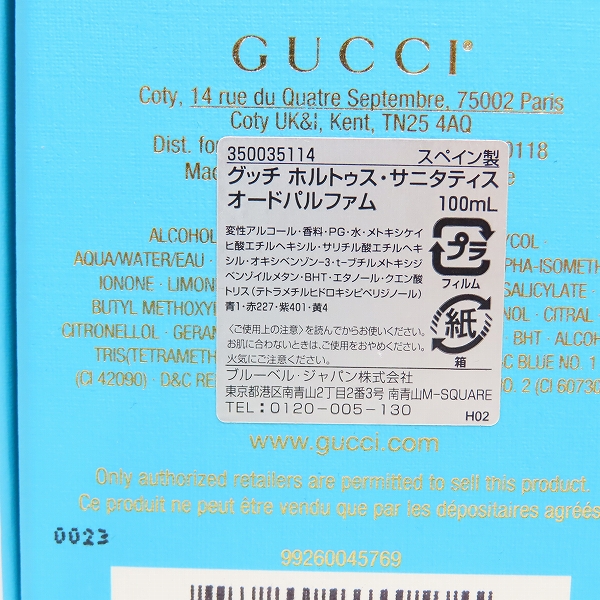 GUCCI®
Coty, 14 rue du Quatre Septembre, 75002 Paris
Coty UK&I, Kent, TN25 4AQ
Dist. 0118
350035114 スペイン製
グッチ ホルトゥス・サニタティス
オードパルファム 100mL
変性アルコール・香料・PG・水・メトキシケイ
ヒ酸エチルヘキシル・サリチル酸エチルヘキ
シル・オキシベンゾン-3・t-ブチルメトキシジ
ベンゾイルメタン・BHT・エタノール・クエン酸
トリス(テトラメチルヒドロキシピペリジノール)
青1・赤227・紫401・黄4
プラ
フィルム
紙
箱
〈ご使用上の注意〉を読んでからお使いください。
お肌に合わないときは、ご使用をおやめください。
火気にご注意ください。
ブルーベル・ジャパン株式会社
東京都港区南青山2丁目2番3号 南青山M-SQUARE
TEL:0120-005-130 H02
ALCOHOL
AQUA/WATER/EAU
IONONE · SALICYLATE ·
BUTYL · CITRAL
CITRONELLOL · BHT ·
BLUE NO. 1
(CI 42090) · D&C NO. 2 (CI 60730
www.gucci.com
Only authorized retailers are permitted to sell this product.
Ce produit ne peut être vendu que par les dépositaires agréés
0023
99260045769